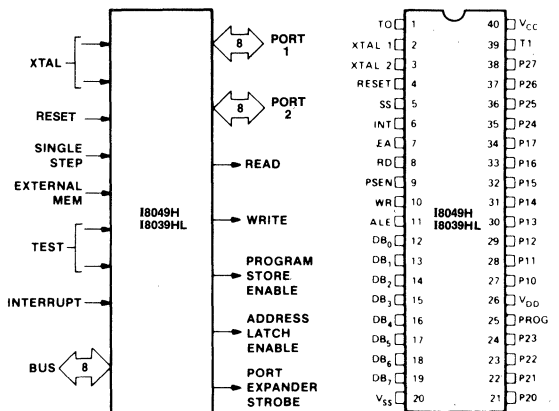 XTAL
RESET
SINGLE
STEP
EXTERNAL
MEM
TEST
INTERRUPT
BUS
8
I8049H
I8039HL
8
PORT
1
8
PORT
2
READ
WRITE
PROGRAM
STORE
ENABLE
ADDRESS
LATCH
ENABLE
PORT
EXPANDER
STROBE
TO 1 40 VCC
XTAL 1 2 39 T1
XTAL 2 3 38 P27
RESET 4 37 P26
SS 5 36 P25
INT 6 35 P24
EA 7 34 P17
RD 8 33 P16
PSEN 9 32 P15
WR 10 31 P14
ALE 11 30 P13
I8049H
I8039HL
DB0 12 29 P12
DB1 13 28 P11
DB2 14 27 P10
DB3 15 26 VDD
DB4 16 25 PROG
DB5 17 24 P23
DB6 18 23 P22
DB7 19 22 P21
VSS 20 21 P20